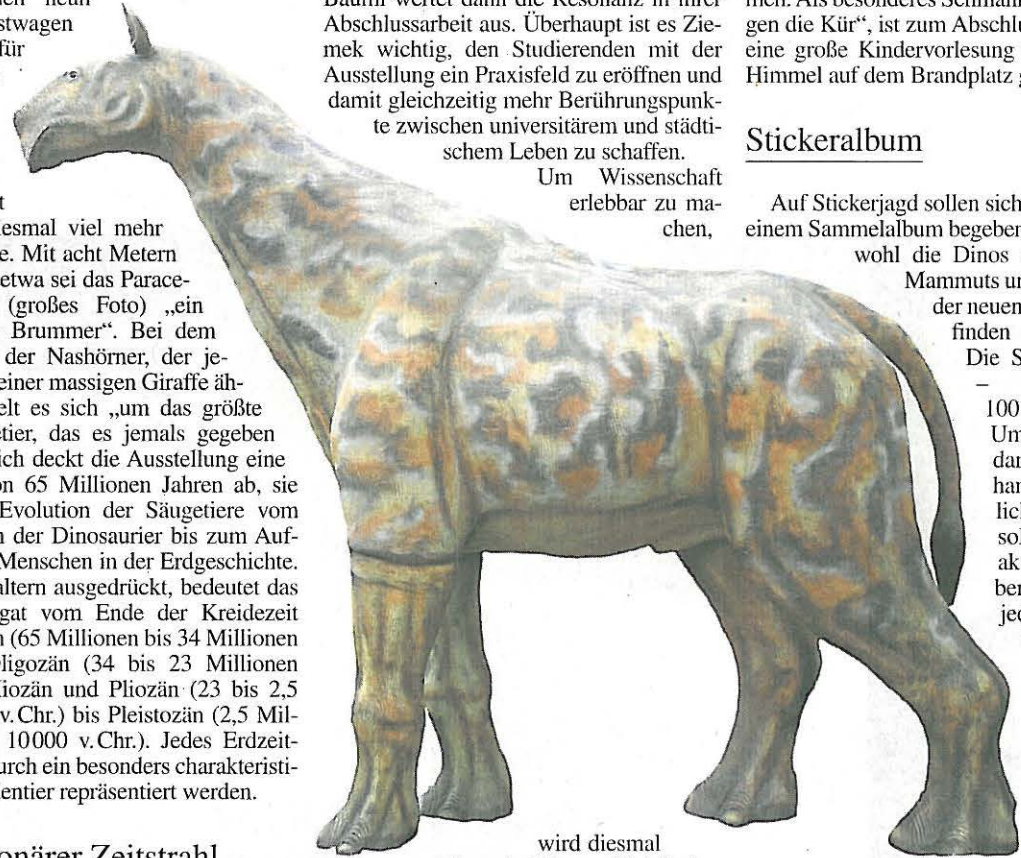 neun
stwagen
für
t
esmal viel mehr
e. Mit acht Metern
etwa sei das Parace-
(großes Foto) „ein
Brummer“. Bei dem
der Nashörner, der je-
einer massigen Giraffe äh-
elt es sich „um das größte
etier, das es jemals gegeben
ich deckt die Ausstellung eine
on 65 Millionen Jahren ab, sie
Evolution der Säugetiere vom
n der Dinosaurier bis zum Auf-
Menschen in der Erdgeschichte.
altern ausgedrückt, bedeutet das
gat vom Ende der Kreidezeit
n (65 Millionen bis 34 Millionen
ligozän (34 bis 23 Millionen
iozän und Pliozän (23 bis 2,5
v. Chr.) bis Pleistozän (2,5 Mil-
10000 v. Chr.). Jedes Erdzeit-
urch ein besonders charakteristi-
entier repräsentiert werden.
onärer Zeitstrahl
wertet dann die Resonanz in ihrer
Abschlussarbeit aus. Überhaupt ist es Zie-
mek wichtig, den Studierenden mit der
Ausstellung ein Praxisfeld zu eröffnen und
damit gleichzeitig mehr Berührungspunk-
te zwischen universitärem und städti-
schem Leben zu schaffen.
Um Wissenschaft
erlebbar zu ma-
chen,
wird diesmal
men. Als besonderes
gen die Kür“, ist zum Abschlu
eine große Kindervorlesung
Himmel auf dem Brandplatz g
Stickeralbum
Auf Stickerjagd sollen sich
einem Sammelalbum begeben
wohl die Dinos
Mammuts un
der neuen
finden
Die S
–
100
Um
dar
han
lich
sol
ak
ber
jed